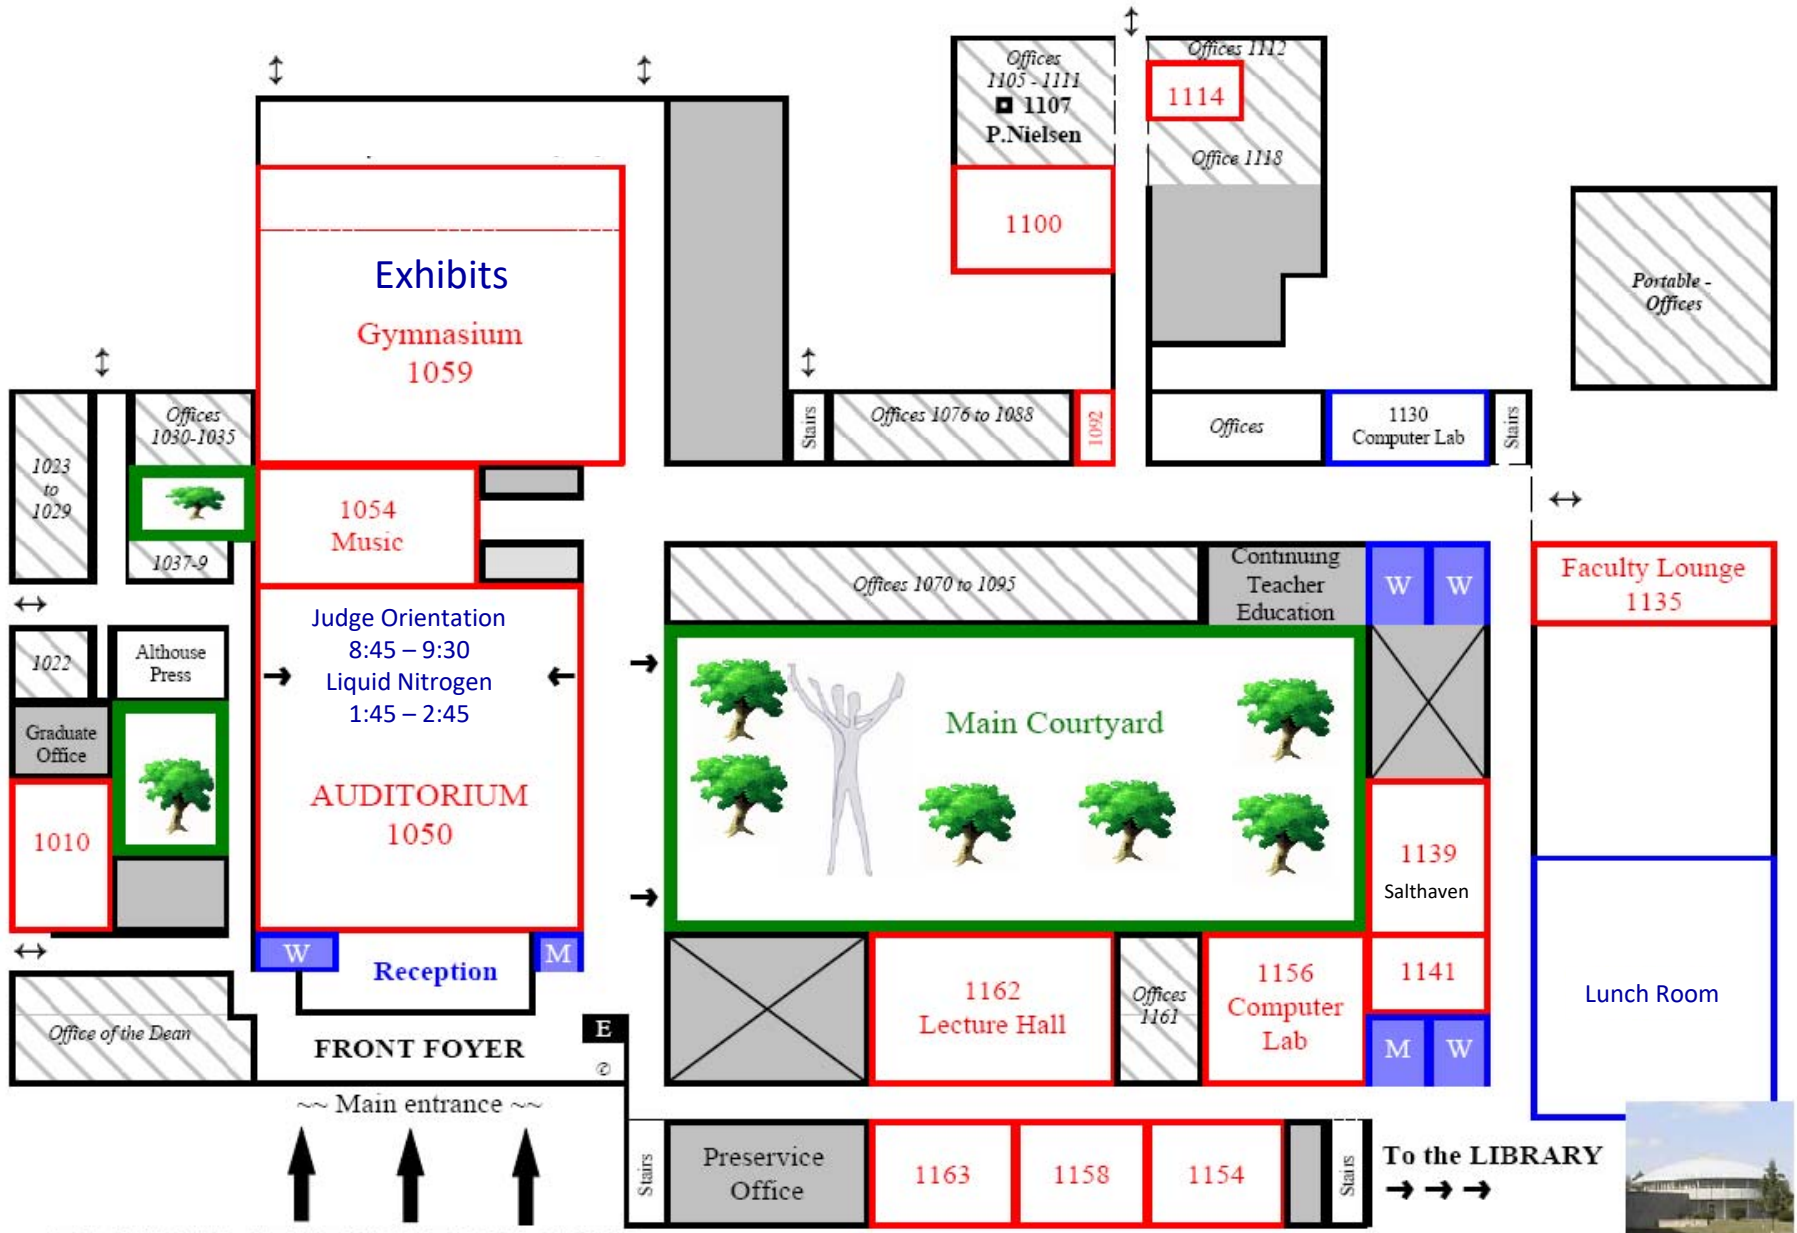 Offices
1105 - 1111
1107
P.Nielsen
Offices 1112
1114
Office 1118
1100
Portable -
Offices
Exhibits
Gymnasium
1059
Offices
1030-1035
1023
to
1029
1037-9
1054
Music
Stairs
Offices 1076 to 1088
1092
Offices
1130
Computer Lab
Stairs
Offices 1070 to 1095
Continuing
Teacher
Education
W
W
Faculty Lounge
1135
1022
Althouse
Press
Graduate
Office
1010
Judge Orientation
8:45 – 9:30
Liquid Nitrogen
1:45 – 2:45
AUDITORIUM
1050
Main Courtyard
1139
Salthaven
W
Reception
M
1162
Lecture Hall
Offices
1161
1156
Computer
Lab
1141
M
W
Lunch Room
Office of the Dean
FRONT FOYER
E
~~ Main entrance ~~
Stairs
Preservice
Office
1163
1158
1154
Stairs
To the LIBRARY